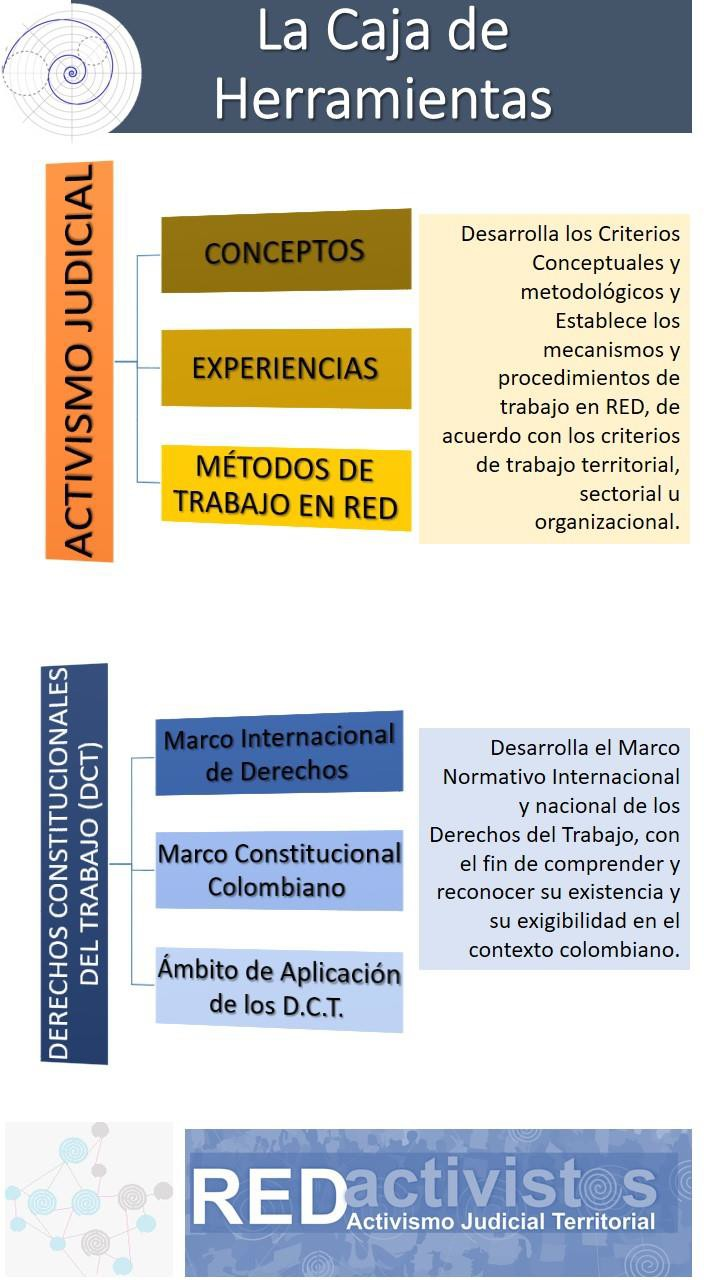 La Caja de
Herramientas
ACTIVISMO JUDICIAL
CONCEPTOS
EXPERIENCIAS
MÉTODOS DE
TRABAJO EN RED
Desarrolla los Criterios
Conceptuales y
metodológicos y
Establece los
mecanismos y
procedimientos de
trabajo en RED, de
acuerdo con los criterios
de trabajo territorial,
sectorial u
organizacional.
DERECHOS CONSTITUCIONALES
DEL TRABAJO (DCT)
Marco Internacional
de Derechos
Marco Constitucional
Colombiano
Ámbito de Aplicación
de los D.C.T.
Desarrolla el Marco
Normativo Internacional
y nacional de los
Derechos del Trabajo, con
el fin de comprender y
reconocer su existencia y
su exigibilidad en el
contexto colombiano.
REDactivistos
Activismo Judicial Territorial